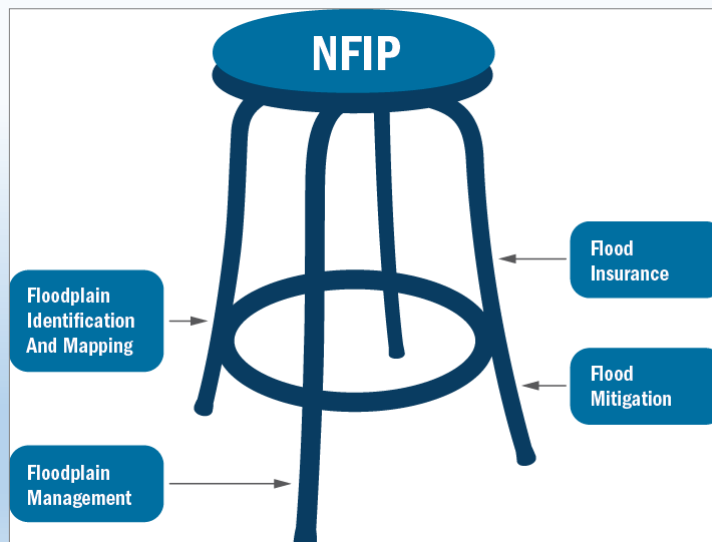 NFIP
Flood
Insurance
Floodplain
Identification
And Mapping
Flood
Mitigation
Floodplain
Management